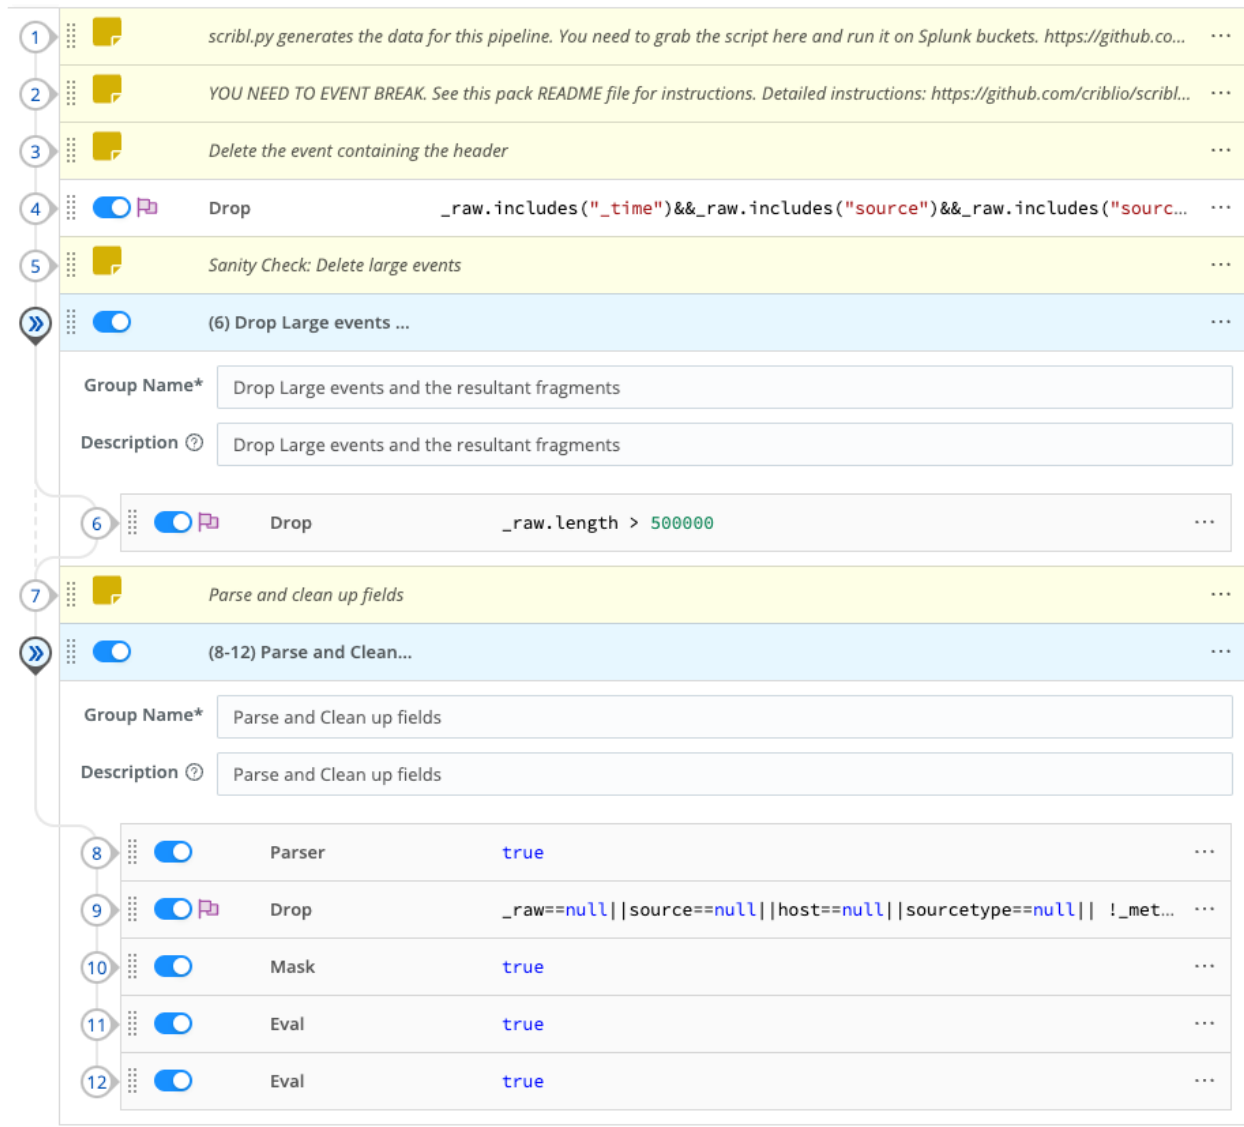 1 scribl.py generates the data for this pipeline. You need to grab the script here and run it on Splunk buckets. https://github.co... ...
2 YOU NEED TO EVENT BREAK. See this pack README file for instructions. Detailed instructions: https://github.com/criblio/scribl... ...
3 Delete the event containing the header ...
4 Drop _raw.includes("_time")&&_raw.includes("source")&&_raw.includes("sourc... ...
5 Sanity Check: Delete large events ...
(6) Drop Large events ... ...
Group Name* Drop Large events and the resultant fragments
Description Drop Large events and the resultant fragments
6 Drop _raw.length > 500000 ...
7 Parse and clean up fields ...
(8-12) Parse and Clean... ...
Group Name* Parse and Clean up fields
Description Parse and Clean up fields
8 Parser true ...
9 Drop _raw==null||source==null||host==null||sourcetype==null|| !_met... ...
10 Mask true ...
11 Eval true ...
12 Eval true ...